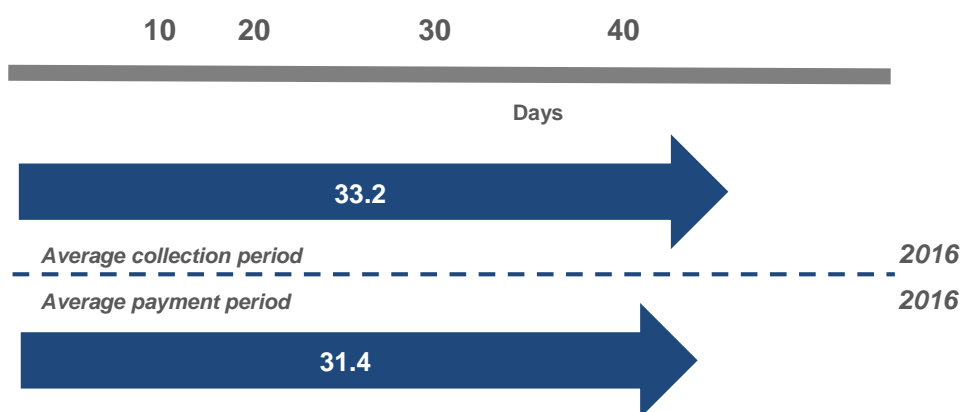 10 20 30 40
Days
33.2
Average collection period 2016
Average payment period 2016
31.4